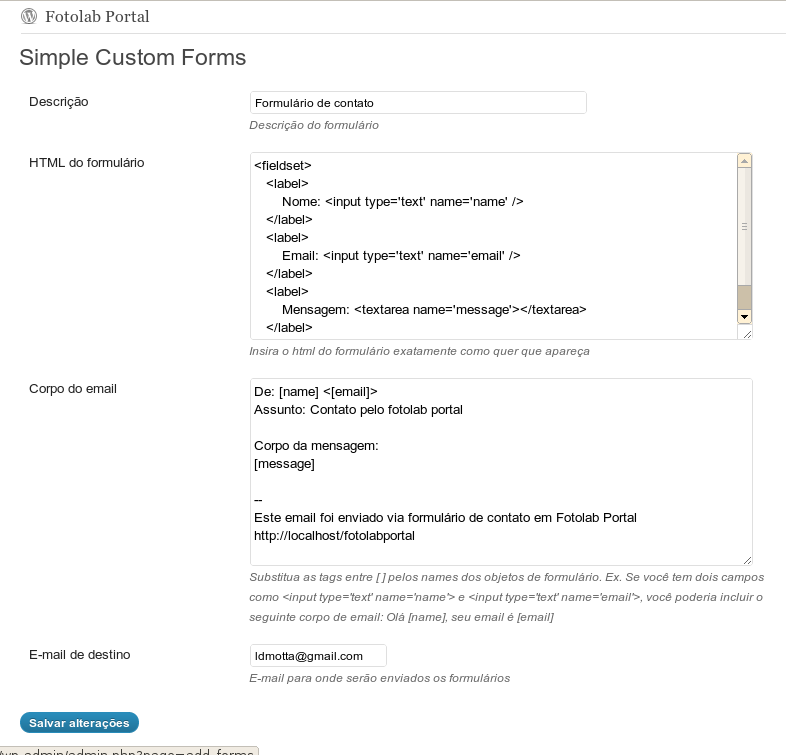 Fotolab Portal
Simple Custom Forms
Descrição
Formulário de contato
Descrição do formulário
HTML do formulário
<fieldset>
<label>
Nome: <input type='text' name='name' />
</label>
<label>
Email: <input type='text' name='email' />
</label>
<label>
Mensagem: <textarea name='message'></textarea>
</label>
Insira o html do formulário exatamente como quer que apareça
Corpo do email
De: [name] <[email]>
Assunto: Contato pelo fotolab portal
Corpo da mensagem:
[message]
--
Este email foi enviado via formulário de contato em Fotolab Portal
http://localhost/fotolabportal
Substitua as tags entre [ ] pelos names dos objetos de formulário. Ex. Se você tem dois campos
como <input type='text' name='name'> e <input type='text' name='email'>, você poderia incluir o
seguinte corpo de email: Olá [name], seu email é [email]
E-mail de destino
ldmotta@gmail.com
E-mail para onde serão enviados os formulários
Salvar alterações
/wp-admin/admin.php?page=add_forms